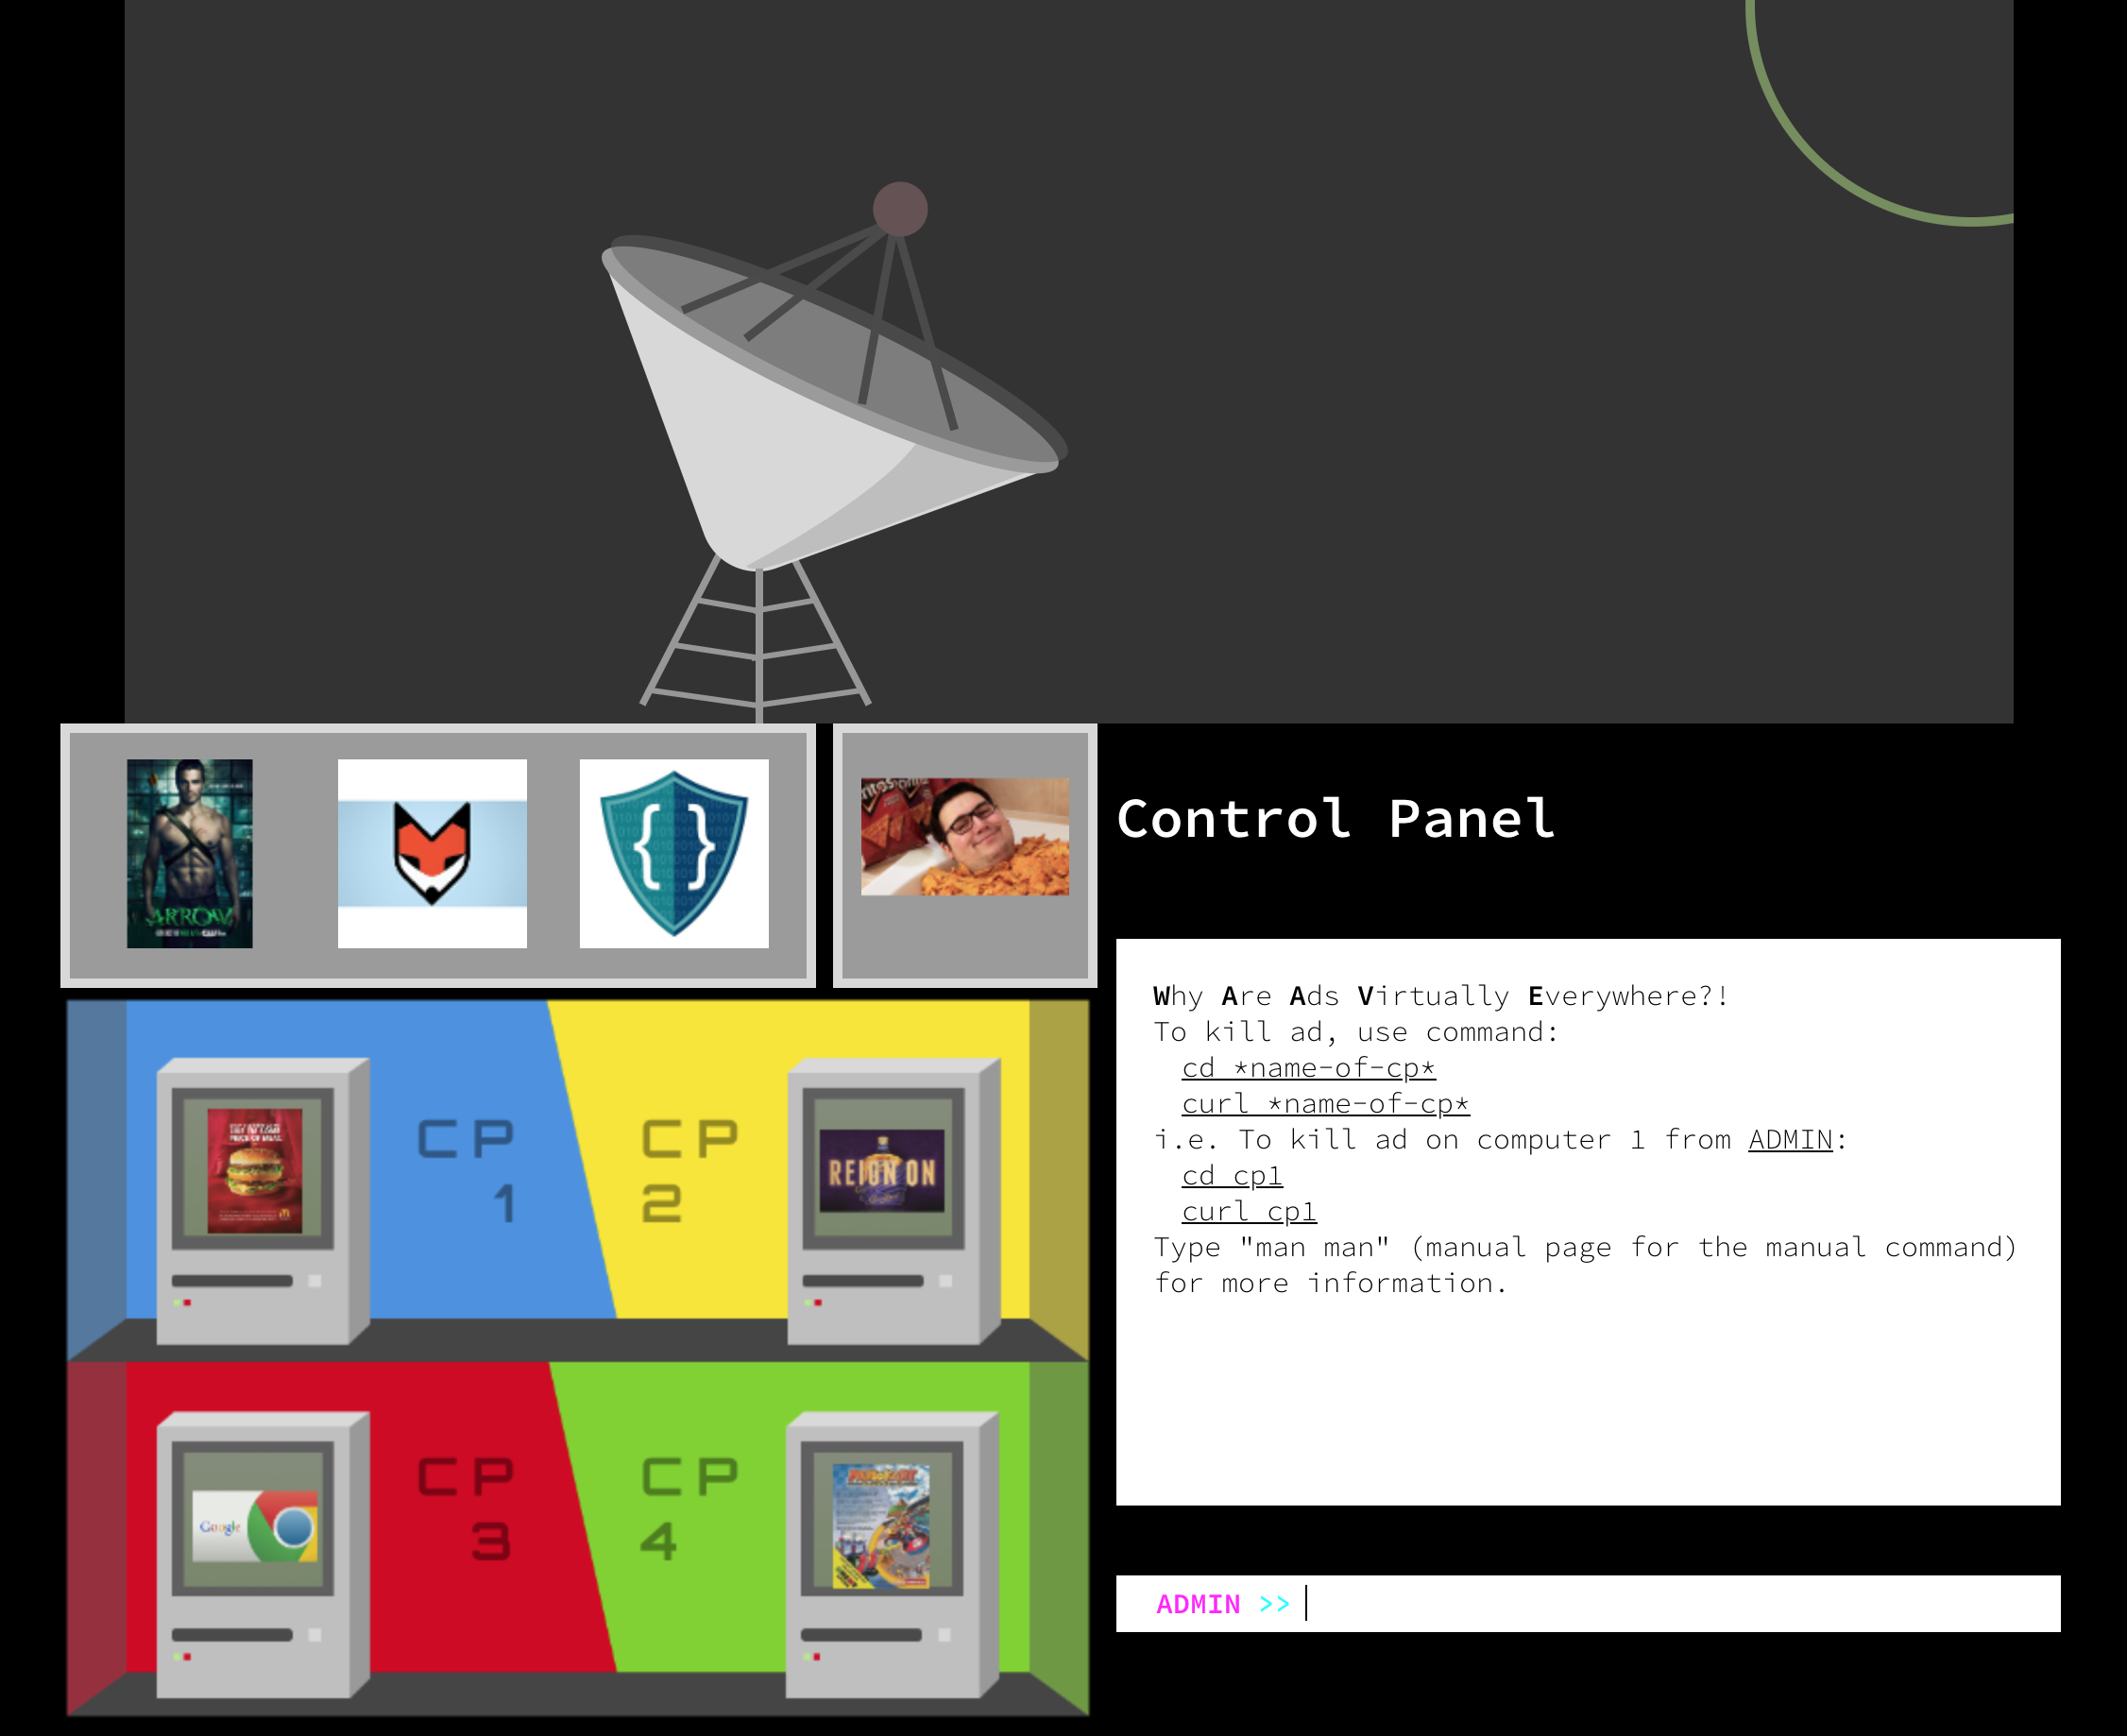 ARROW
ntos
Control Panel
Why Are Ads Virtually Everywhere?!
To kill ad, use command:
cd *name-of-cp*
curl *name-of-cp*
i.e. To kill ad on computer 1 from ADMIN:
cd cp1
curl cp1
Type "man man" (manual page for the manual command)
for more information.
CP
1
CP
2
REIGN ON
CP
3
CP
4
Google
MARIOKART
ADMIN >>